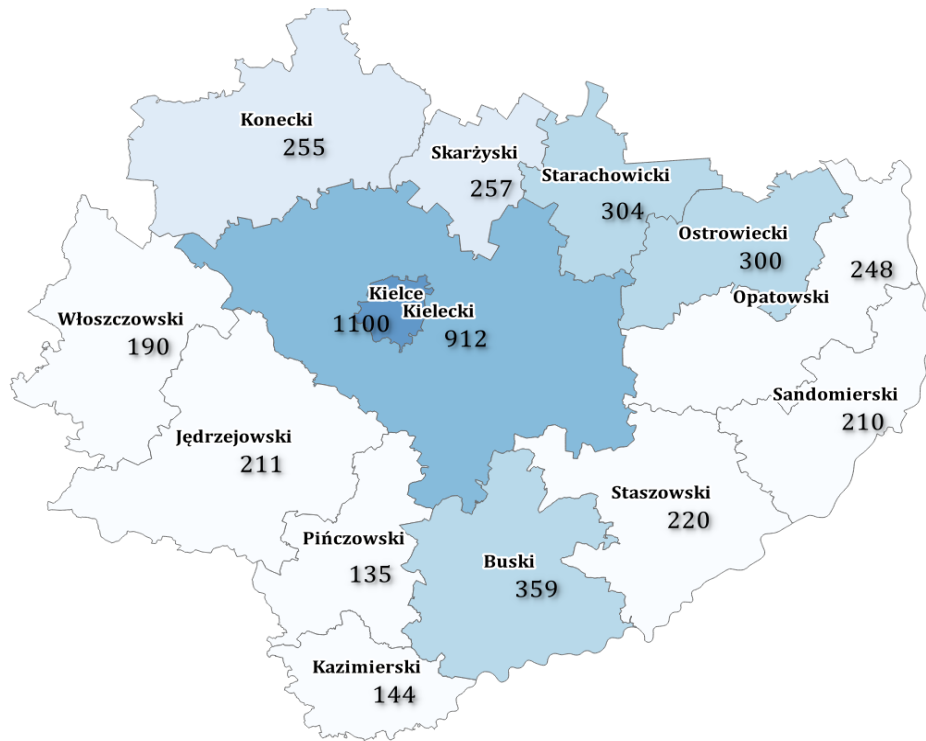 Konecki
255
Skarżyski
257
Starachowicki
304
Ostrowiecki
300
248
Opatowski
Kielce
1100
Kielecki
912
Włoszczowski
190
Sandomierski
210
Jędrzejowski
211
Staszowski
220
Pińczowski
135
Buski
359
Kazimierski
144